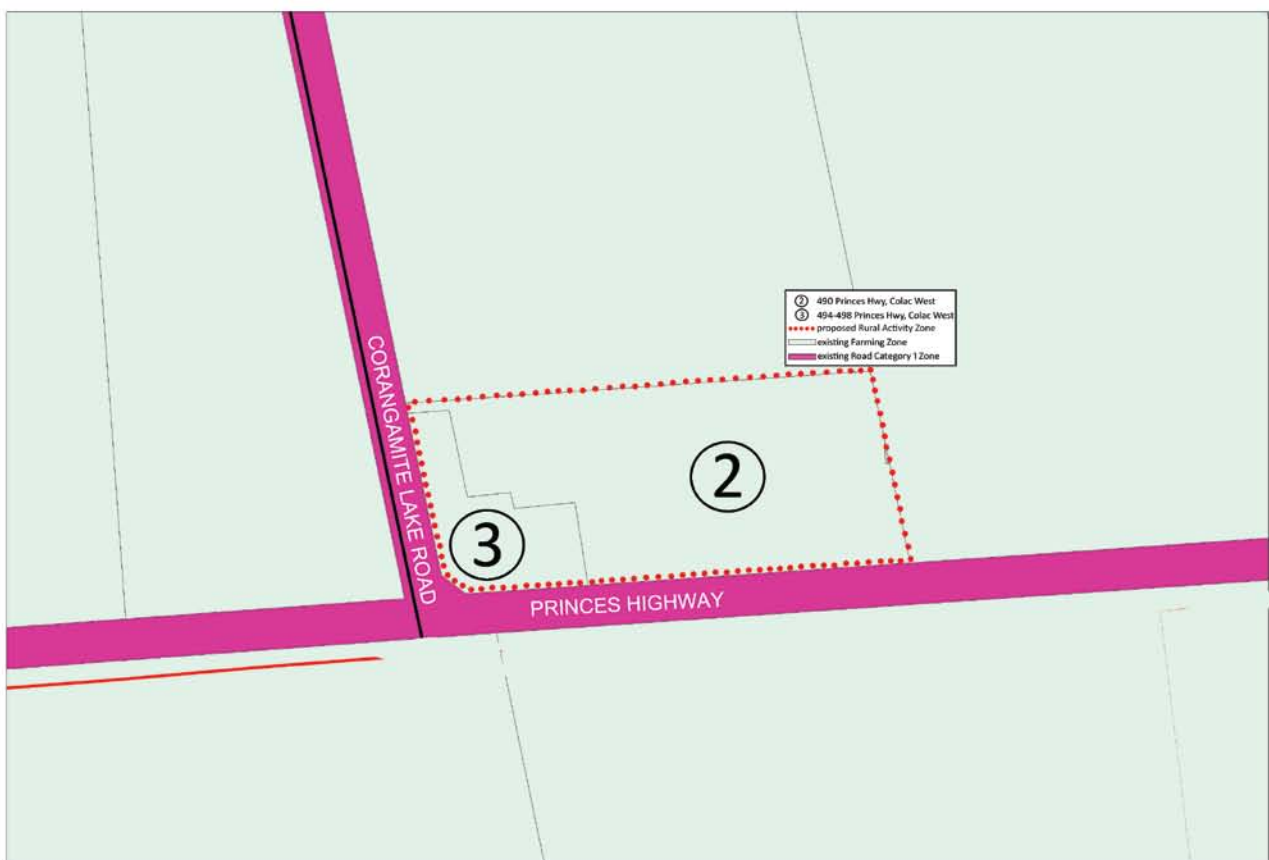 ② 490 Princes Hwy, Colac West
③ 494-498 Princes Hwy, Colac West
proposed Rural Activity Zone
existing Farming Zone
existing Road Category 1 Zone
CORANGAMITE LAKE ROAD
2
3
PRINCES HIGHWAY